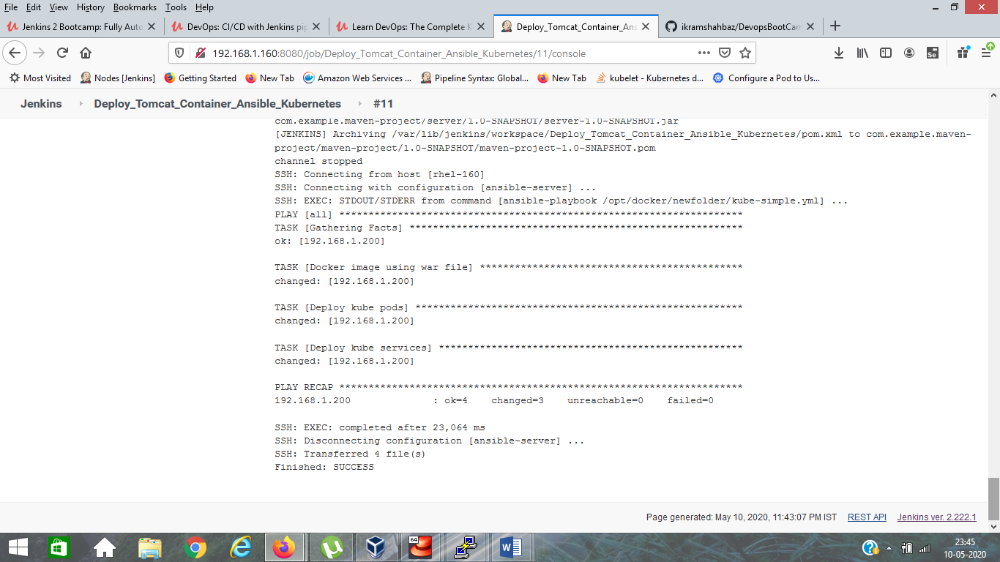 File Edit View History Bookmarks Tools Help
Jenkins 2 Bootcamp: Fully Auto
DevOps: CI/CD with Jenkins pip
Learn DevOps: The Complete K
Deploy_Tomcat_Container_Ans
ikramshahbaz/DevopsBootCam
192.168.1.160:8080/job/Deploy_Tomcat_Container_Ansible_Kubernetes/11/console
Se
Most Visited Nodes [Jenkins] Getting Started New Tab Amazon Web Services ... Pipeline Syntax: Global... New Tab kubelet - Kubernetes d... Configure a Pod to Us...
Jenkins Deploy_Tomcat_Container_Ansible_Kubernetes #11
com.example.maven-project/server/1.0-SNAPSHOT/server-1.0-SNAPSHOT.jar
[JENKINS] Archiving /var/lib/jenkins/workspace/Deploy_Tomcat_Container_Ansible_Kubernetes/pom.xml to com.example.maven-
project/maven-project/1.0-SNAPSHOT/maven-project-1.0-SNAPSHOT.pom
channel stopped
SSH: Connecting from host [rhel-160]
SSH: Connecting with configuration [ansible-server] ...
SSH: EXEC: STDOUT/STDERR from command [ansible-playbook /opt/docker/newfolder/kube-simple.yml] ...
PLAY [all] *********************************************************************
TASK [Gathering Facts] *********************************************************
ok: [192.168.1.200]
TASK [Docker image using war file] *********************************************
changed: [192.168.1.200]
TASK [Deploy kube pods] ********************************************************
changed: [192.168.1.200]
TASK [Deploy kube services] ****************************************************
changed: [192.168.1.200]
PLAY RECAP *********************************************************************
192.168.1.200 : ok=4 changed=3 unreachable=0 failed=0
SSH: EXEC: completed after 23,064 ms
SSH: Disconnecting configuration [ansible-server] ...
SSH: Transferred 4 file(s)
Finished: SUCCESS
Page generated: May 10, 2020, 11:43:07 PM IST REST API Jenkins ver. 2.222.1
64
23:45
10-05-2020